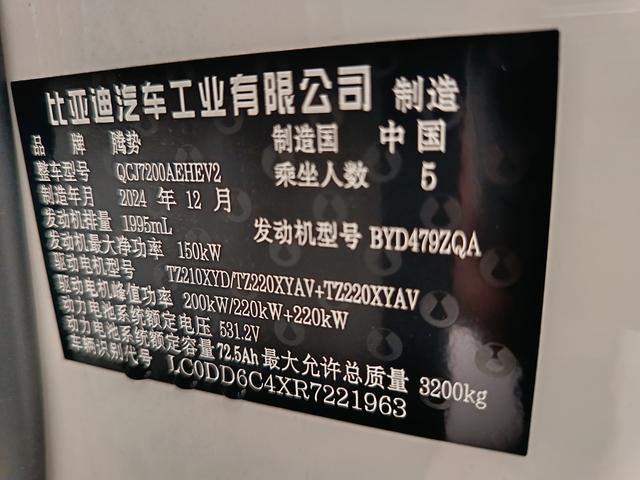 比亚迪汽车工业有限公司 制造
品牌 腾势 制造国 中国
整车型号 QCJ7200AEHEV2 乘坐人数 5
制造年月 2024 年 12 月
发动机排量 1995mL 发动机型号 BYD479ZQA
发动机最大净功率 150kW
驱动电机型号 TZ210XYD/TZ220XYAV+TZ220XYAV
驱动电机峰值功率 200kW/220kW+220kW
动力电池系统额定电压 531.2V
动力电池系统额定容量 72.5Ah 最大允许总质量 3200kg
车辆识别代号 LC0DD6C4XR7221963